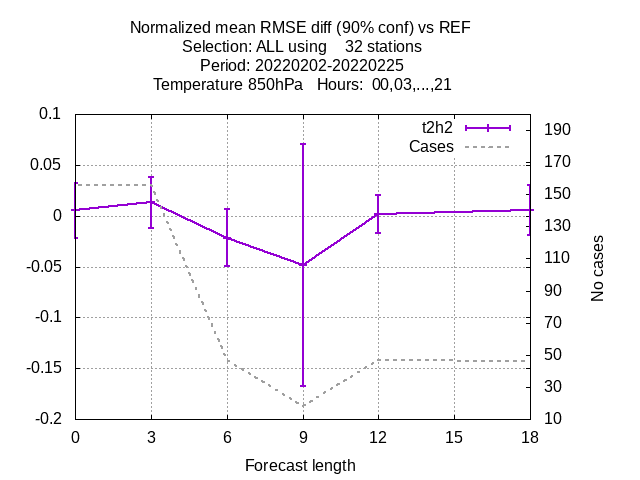 Normalized mean RMSE diff (90% conf) vs REF
Selection: ALL using    32 stations
Period: 20220202-20220225
Temperature 850hPa   Hours:  00,03,...,21
t2h2
Cases
0.1
0.05
0
-0.05
-0.1
-0.15
-0.2
190
170
150
130
110
90
70
50
30
10
No cases
0 3 6 9 12 15 18
Forecast length